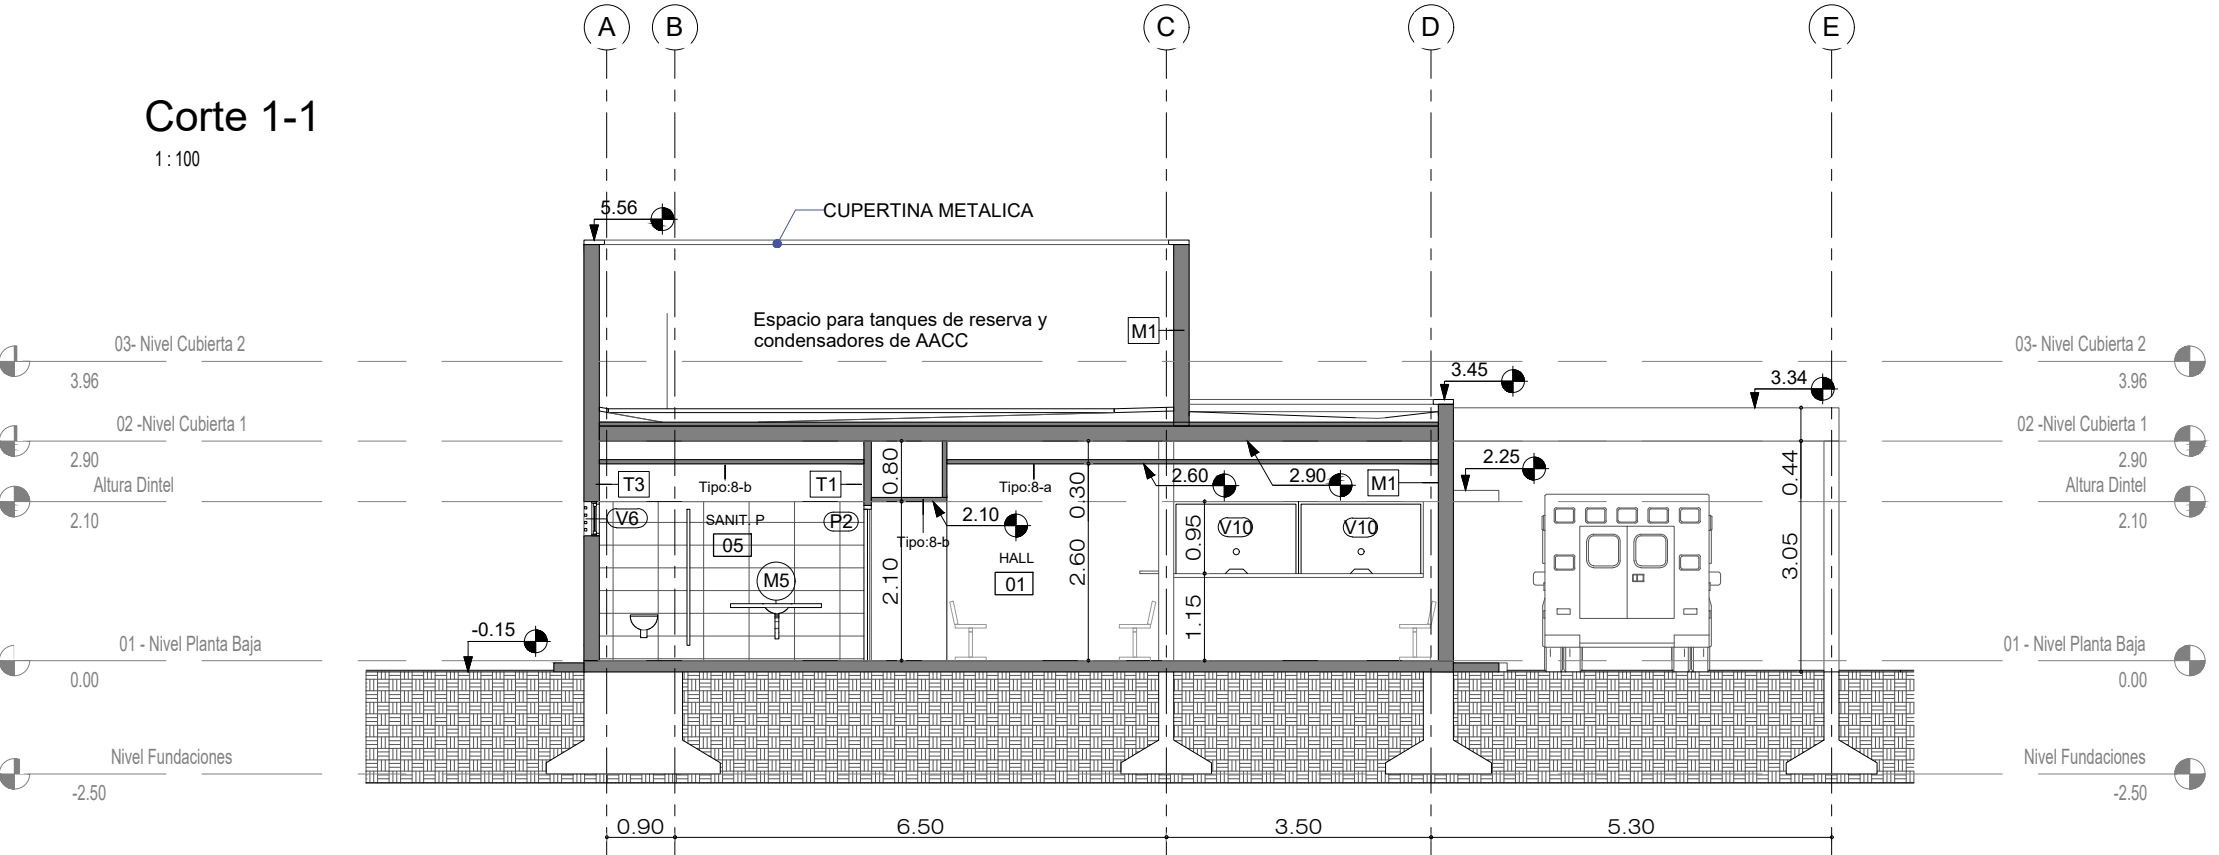 A B C D E
Corte 1-1
1 : 100
5.56
CUPERTINA METALICA
Espacio para tanques de reserva y
condensadores de AACC
M1
03- Nivel Cubierta 2
3.96
03- Nivel Cubierta 2
3.96
3.45
3.34
02 -Nivel Cubierta 1
2.90
02 -Nivel Cubierta 1
2.90
Altura Dintel
2.10
Altura Dintel
2.10
T3
Tipo:8-b
T1
0.80
Tipo:8-a
0.30
2.60
2.90
M1
2.25
0.44
V6
SANIT. P
05
P2
2.10
Tipo:8-b
V10
V10
0.95
HALL
01
2.60
3.05
M5
2.10
1.15
-0.15
01 - Nivel Planta Baja
0.00
01 - Nivel Planta Baja
0.00
Nivel Fundaciones
-2.50
Nivel Fundaciones
-2.50
0.90
6.50
3.50
5.30